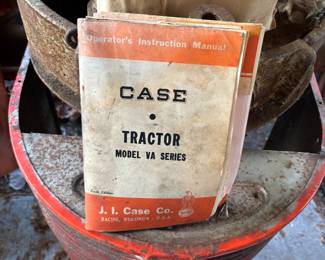 Operator's Instruction Manual
CASE
TRACTOR
MODEL VA SERIES
J. I. Case Co.
RACINE, WISCONSIN - U.S.A.